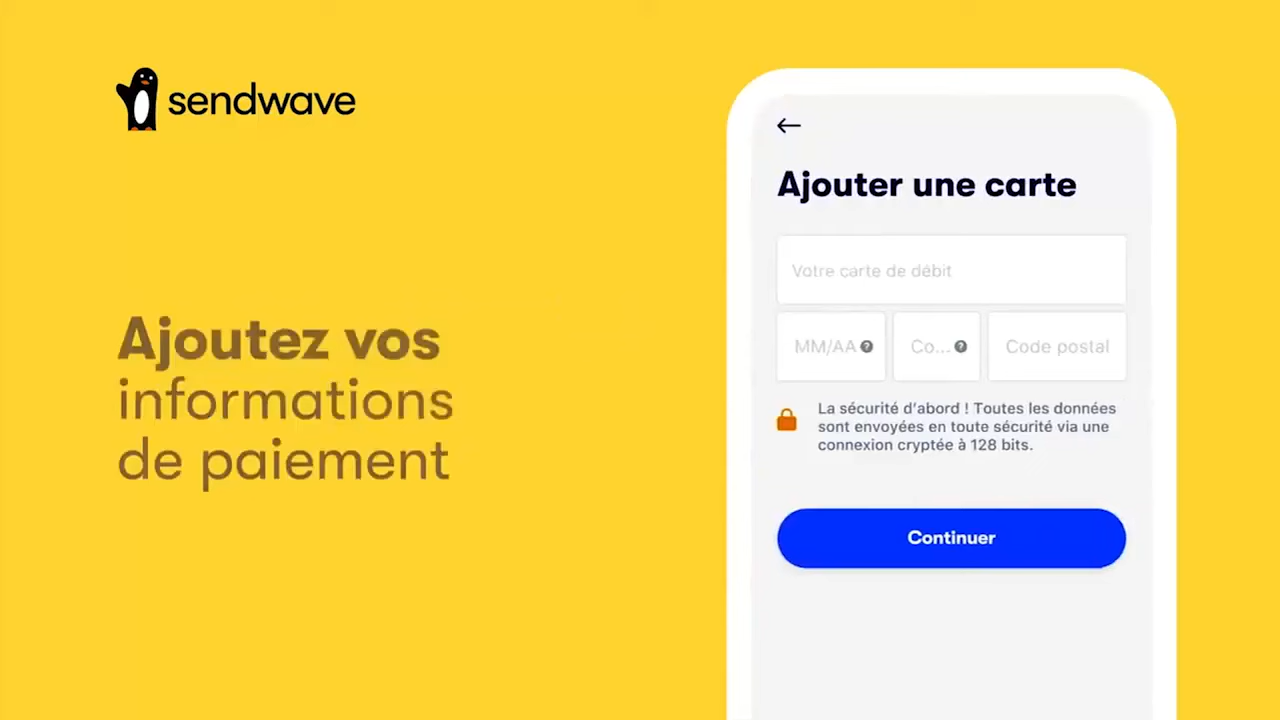 sendwave
Ajoutez vos
informations
de paiement
Ajouter une carte
Votre carte de débit
MM/AA
Co...
Code postal
La sécurité d'abord ! Toutes les données
sont envoyées en toute sécurité via une
connexion cryptée à 128 bits.
Continuer